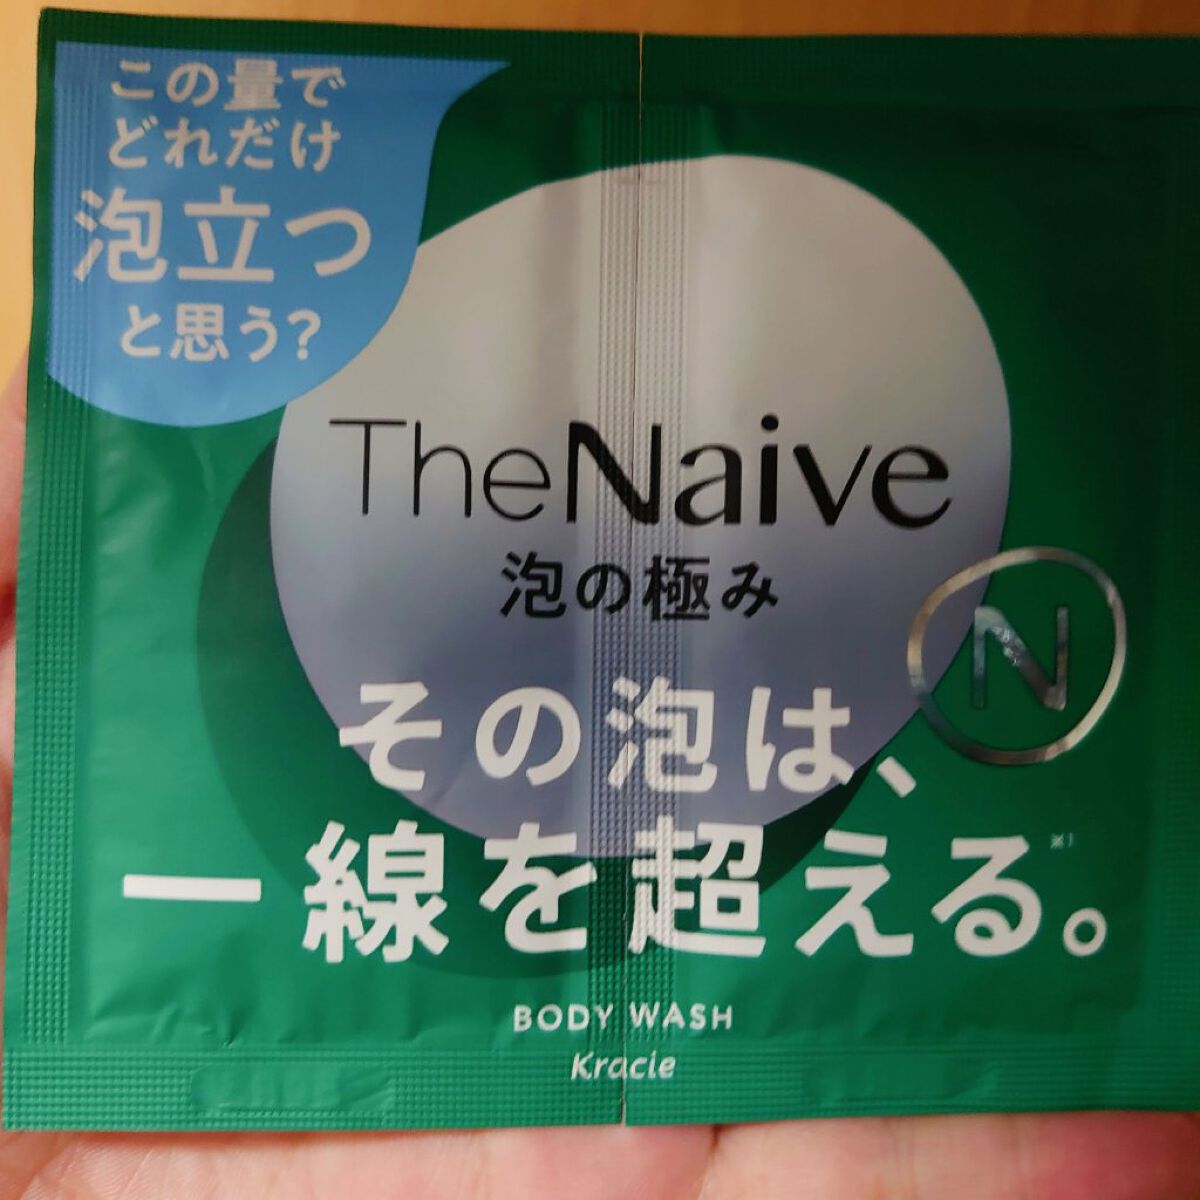 この量で
どれだけ
泡立つ
と思う?
TheNaive
泡の極み
N
その泡は、
一線を超える。※1
BODY WASH
Kracie